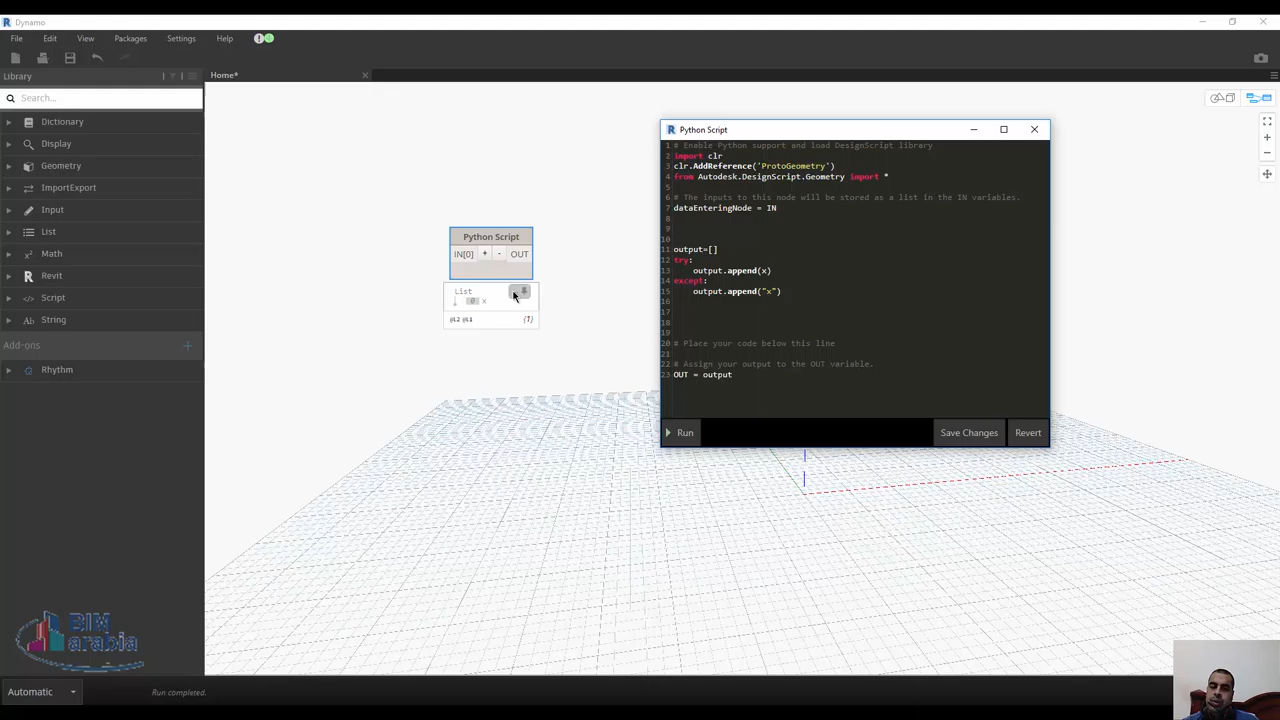 Dynamo
File Edit View Packages Settings Help
Library
Home*
Search...
Dictionary
Display
Geometry
ImportExport
Input
List
Math
Revit
Script
String
Add-ons
Rhythm
Python Script
IN[0] + - OUT
List
0 x
@L2 @L1 {1}
Python Script
1 # Enable Python support and load DesignScript library
2 import clr
3 clr.AddReference('ProtoGeometry')
4 from Autodesk.DesignScript.Geometry import *
5
6 # The inputs to this node will be stored as a list in the IN variables.
7 dataEnteringNode = IN
8
9
10
11 output=[]
12 try:
13 output.append(x)
14 except:
15 output.append("x")
16
17
18
19
20 # Place your code below this line
21
22 # Assign your output to the OUT variable.
23 OUT = output
Run Save Changes Revert
BIM
arabia
Automatic Run completed.